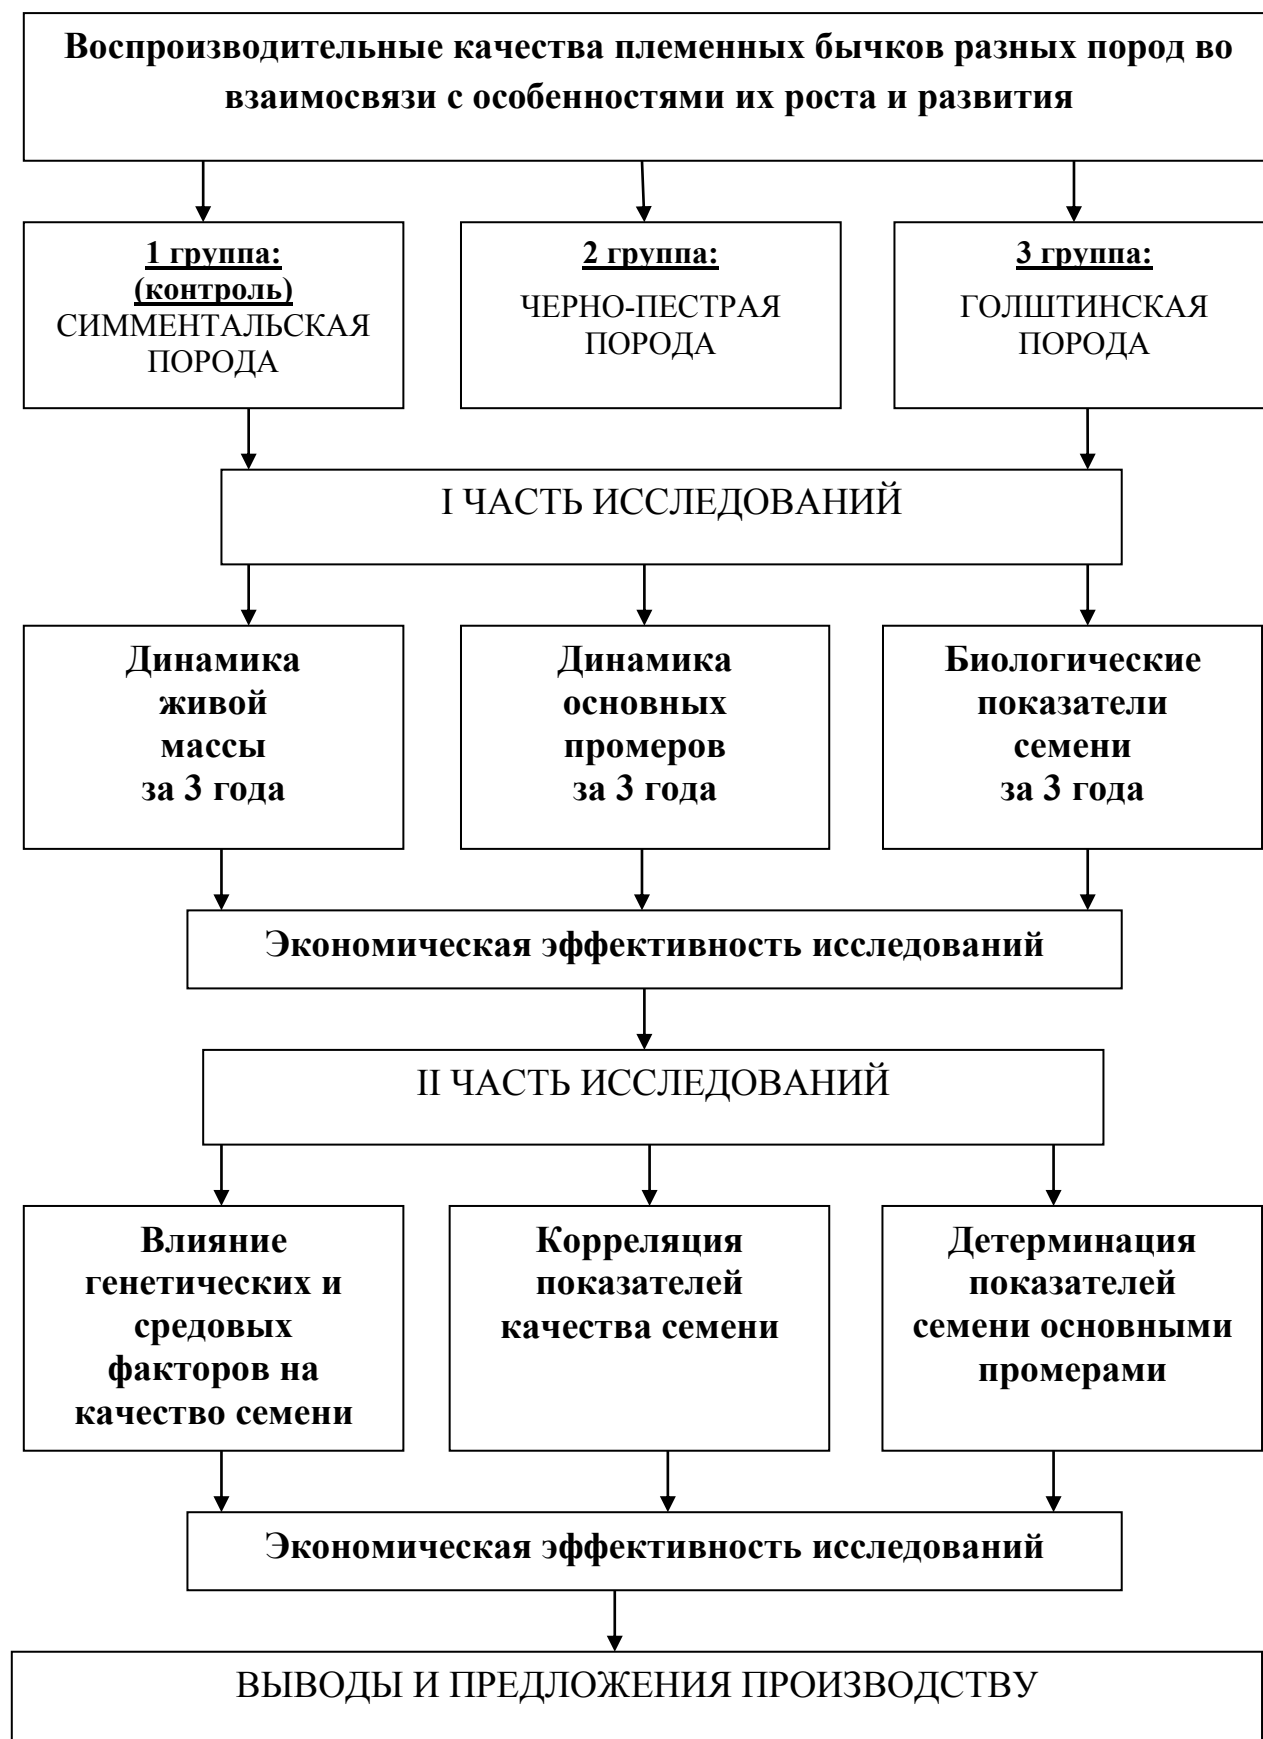 Воспроизводительные качества племенных бычков разных пород во
взаимосвязи с особенностями их роста и развития
1 группа:
(контроль)
СИММЕНТАЛЬСКАЯ
ПОРОДА
2 группа:
ЧЕРНО-ПЕСТРАЯ
ПОРОДА
3 группа:
ГОЛШТИНСКАЯ
ПОРОДА
I ЧАСТЬ ИССЛЕДОВАНИЙ
Динамика
живой
массы
за 3 года
Динамика
основных
промеров
за 3 года
Биологические
показатели
семени
за 3 года
Экономическая эффективность исследований
II ЧАСТЬ ИССЛЕДОВАНИЙ
Влияние
генетических и
средовых
факторов на
качество семени
Корреляция
показателей
качества семени
Детерминация
показателей
семени основными
промерами
Экономическая эффективность исследований
ВЫВОДЫ И ПРЕДЛОЖЕНИЯ ПРОИЗВОДСТВУ